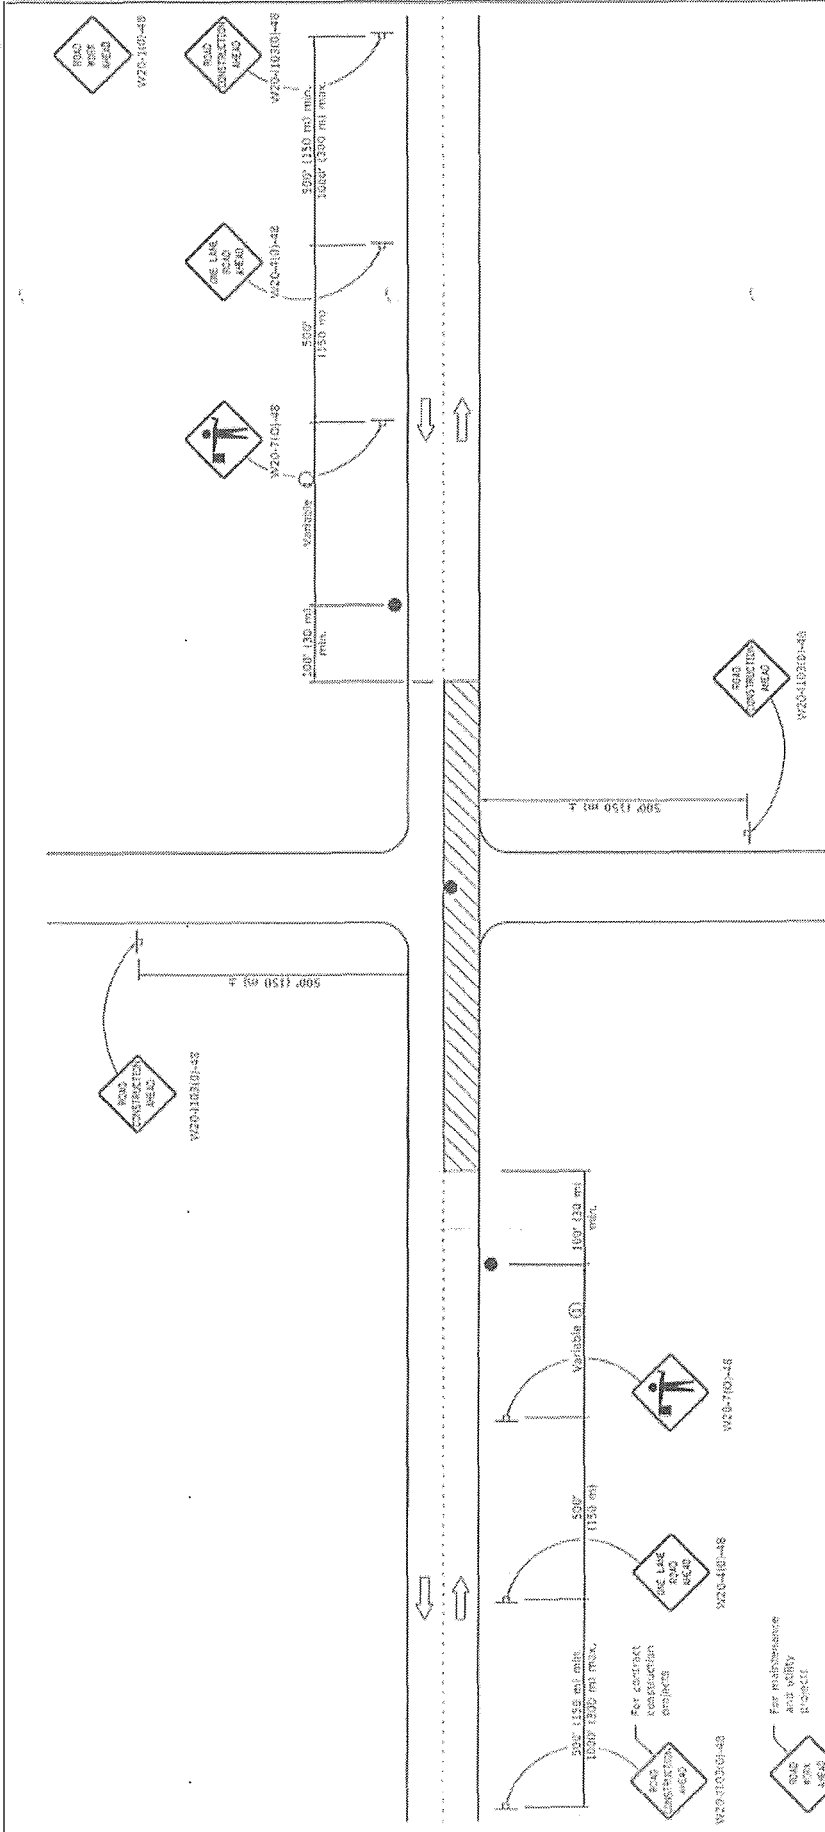 ROAD
WORK
AHEAD
W20-1(O)-48
ROAD
CONSTRUCTION
AHEAD
W20-1103(O)-48
500' (150 m) min.
1000' (300 m) max.
ONE LANE
ROAD
AHEAD
W20-4(O)-48
500'
(150 m)
W20-7(O)-48
Variable 1
100' (30 m)
min.
ROAD
CONSTRUCTION
AHEAD
W20-1103(O)-48
500' (150 m) ±
500' (150 m) ±
ROAD
CONSTRUCTION
AHEAD
W20-1103(O)-48
100' (30 m)
min.
Variable 1
W20-7(O)-48
500'
(150 m)
ONE LANE
ROAD
AHEAD
W20-4(O)-48
500' (150 m) min.
1000' (300 m) max.
For contract
construction
projects
ROAD
CONSTRUCTION
AHEAD
W20-1103(O)-48
For maintenance
and utility
projects
ROAD
WORK
AHEAD